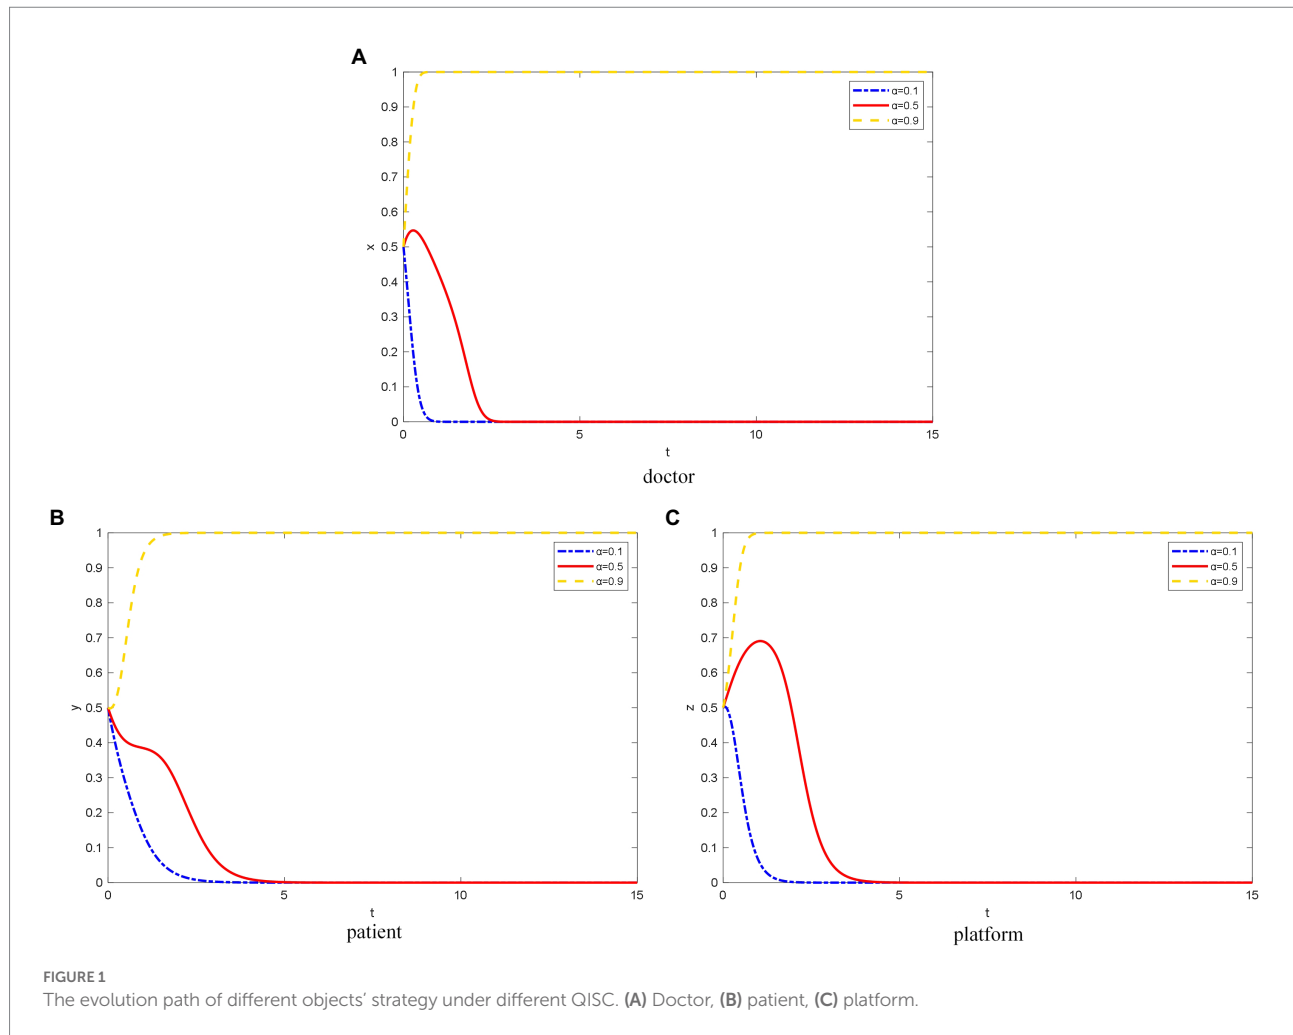 A
1
0.9
0.8
0.7
0.6
0.5
0.4
0.3
0.2
0.1
0
x
α=0.1
α=0.5
α=0.9
0 5 10 15
t
doctor
B
1
0.9
0.8
0.7
0.6
0.5
0.4
0.3
0.2
0.1
0
y
α=0.1
α=0.5
α=0.9
0 5 10 15
t
patient
C
1
0.9
0.8
0.7
0.6
0.5
0.4
0.3
0.2
0.1
0
z
α=0.1
α=0.5
α=0.9
0 5 10 15
t
platform
FIGURE 1
The evolution path of different objects’ strategy under different QISC. (A) Doctor, (B) patient, (C) platform.